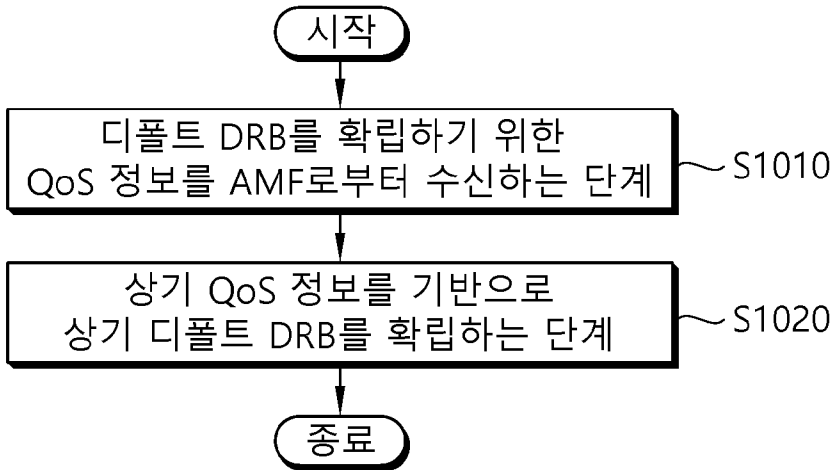 시작
디폴트 DRB를 확립하기 위한
QoS 정보를 AMF로부터 수신하는 단계
S1010
상기 QoS 정보를 기반으로
상기 디폴트 DRB를 확립하는 단계
S1020
종료